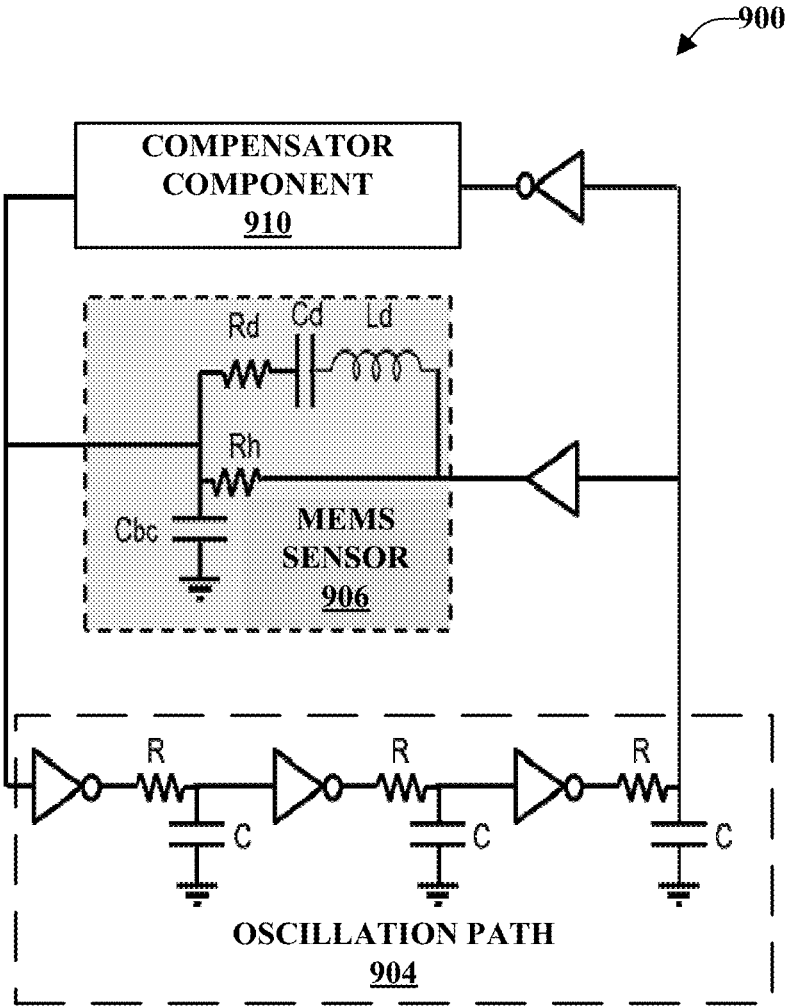 900
COMPENSATOR
COMPONENT
910
Rd
Cd
Ld
Rh
Cbc
MEMS
SENSOR
906
R
R
R
C
C
C
OSCILLATION PATH
904